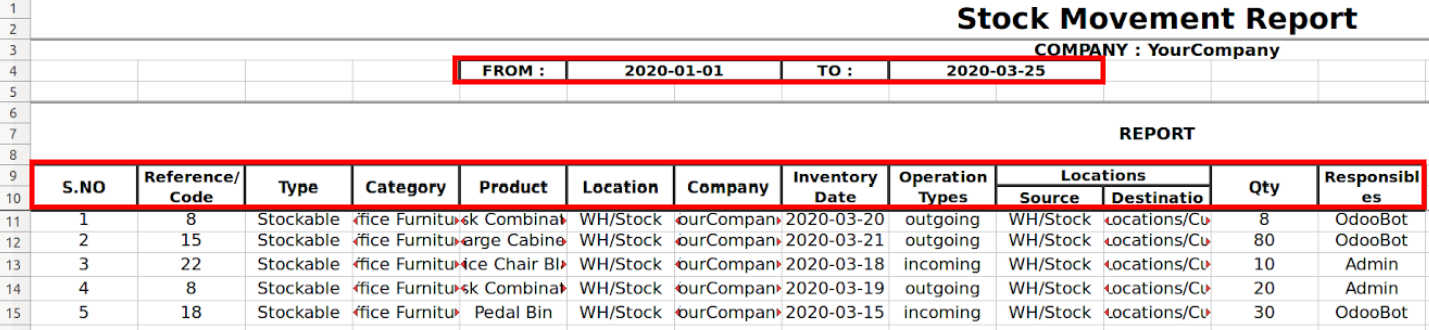 1
2 Stock Movement Report
3 COMPANY : YourCompany
4 FROM : 2020-01-01 TO : 2020-03-25
5
6
7 REPORT
8
9 Reference/ Inventory Operation Locations Responsibl
S.NO Type Category Product Location Company Qty
10 Code Date Types Source Destinatio es
11 1 8 Stockable ffice Furnitu sk Combinat WH/Stock ourCompan 2020-03-20 outgoing WH/Stock ocations/Cu 8 OdooBot
12 2 15 Stockable ffice Furnitu arge Cabine WH/Stock ourCompan 2020-03-21 outgoing WH/Stock ocations/Cu 80 OdooBot
13 3 22 Stockable ffice Furnitu ice Chair Bl WH/Stock ourCompan 2020-03-18 incoming WH/Stock ocations/Cu 10 Admin
14 4 8 Stockable ffice Furnitu sk Combinat WH/Stock ourCompan 2020-03-19 outgoing WH/Stock ocations/Cu 20 Admin
15 5 18 Stockable ffice Furnitu Pedal Bin WH/Stock ourCompan 2020-03-15 incoming WH/Stock ocations/Cu 30 OdooBot